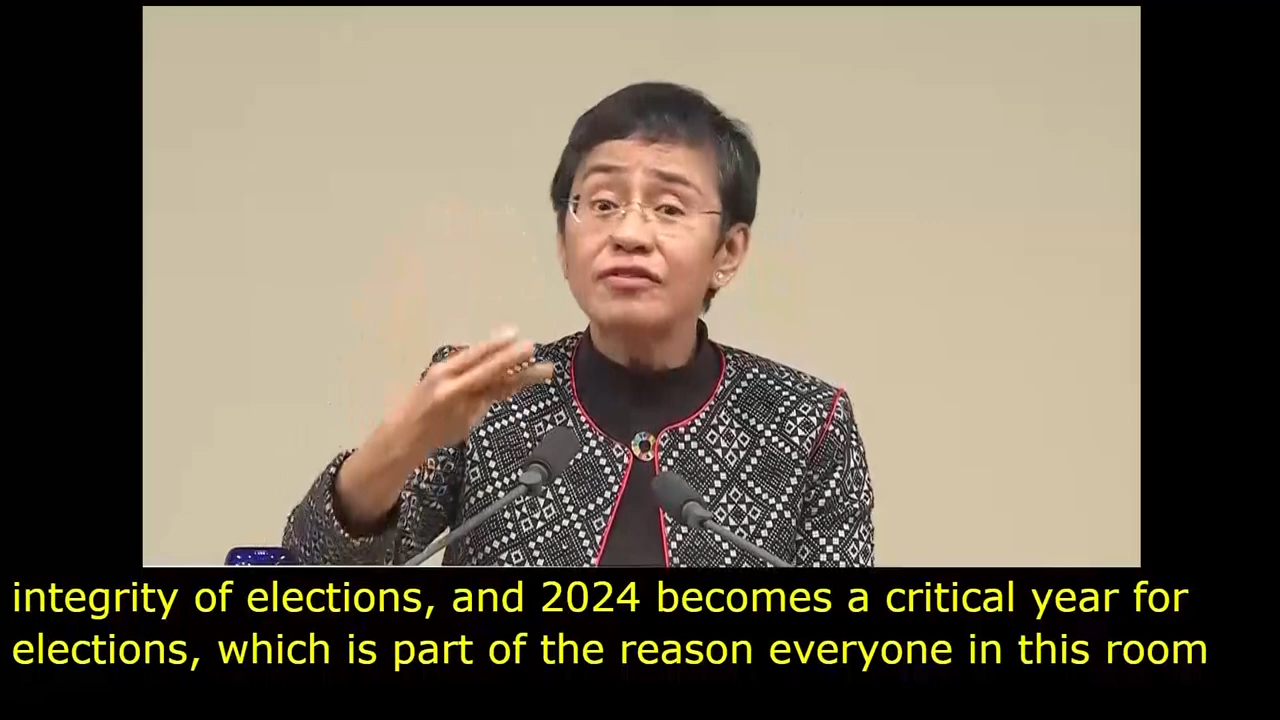 integrity of elections, and 2024 becomes a critical year for
elections, which is part of the reason everyone in this room